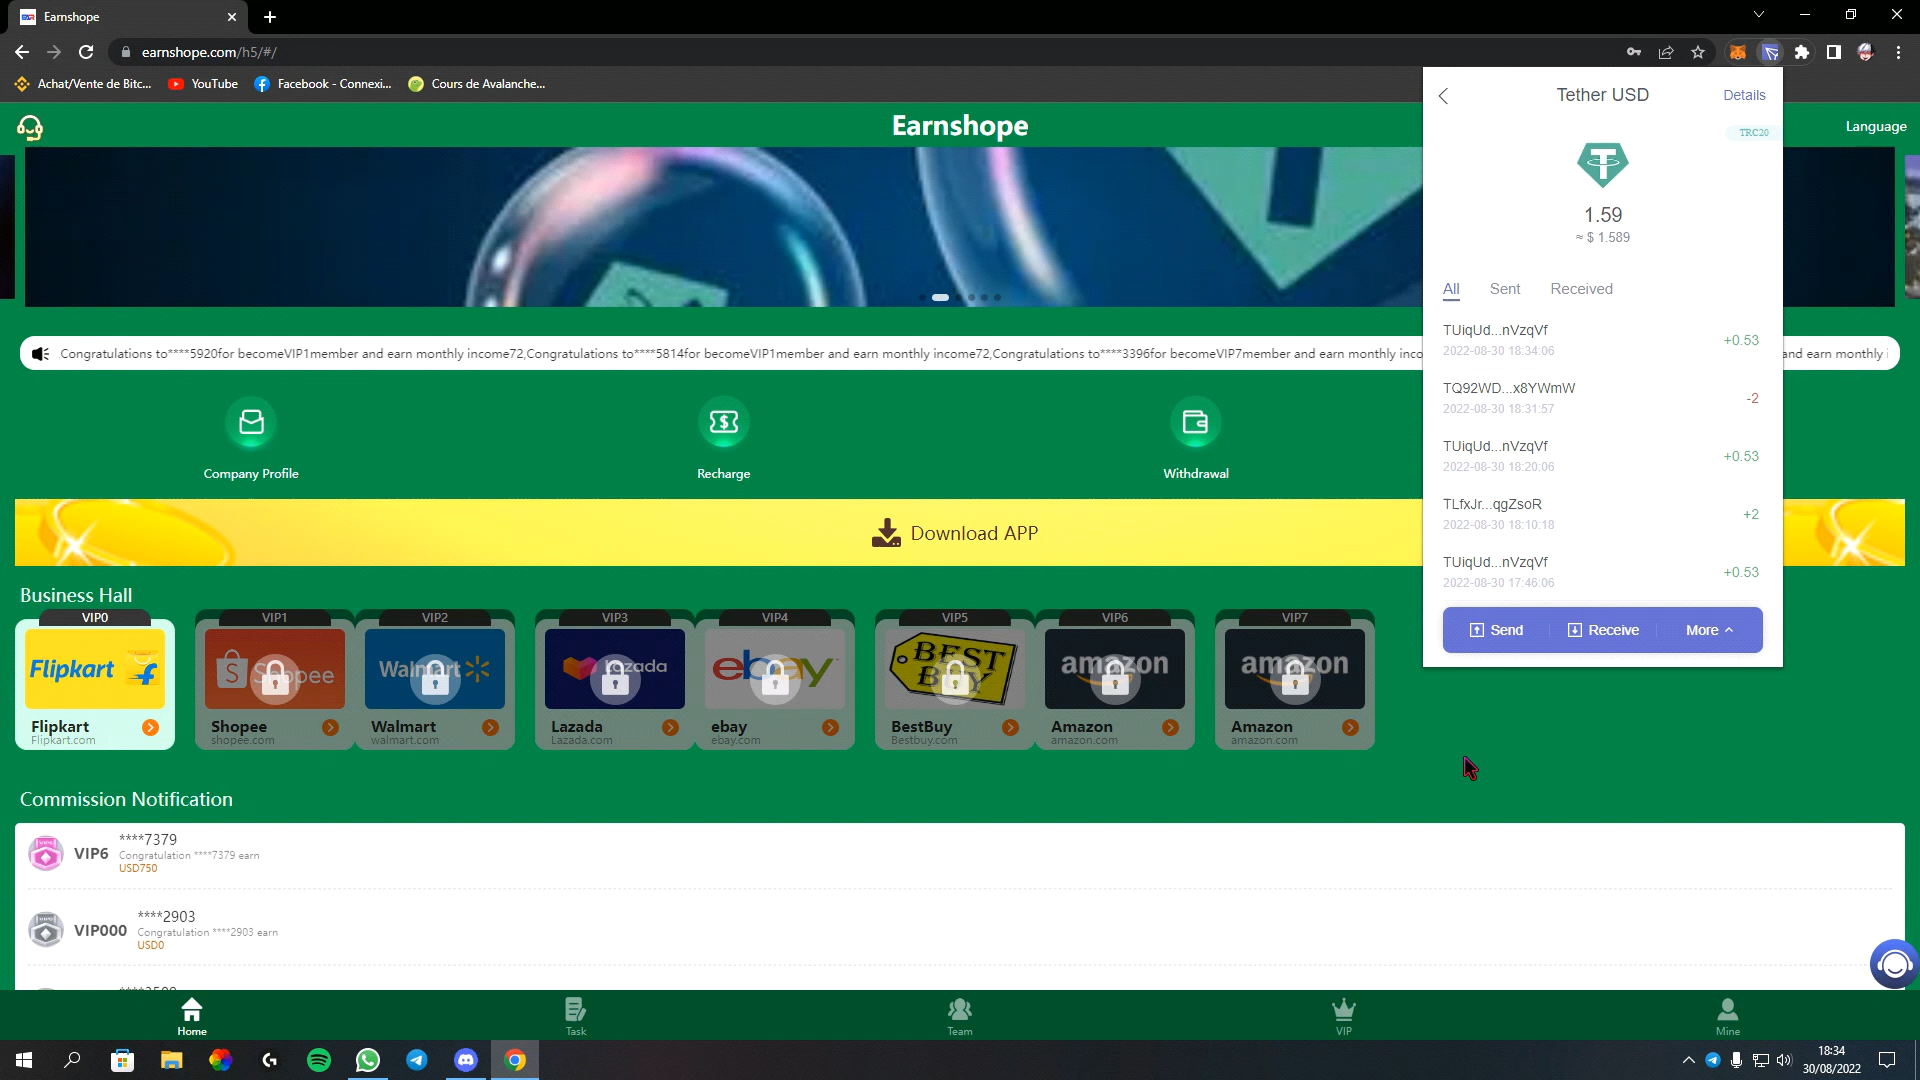 Earnshope
earnshope.com/h5/#/
Achat/Vente de Bitc...
YouTube
Facebook - Connexi...
Cours de Avalanche...
Earnshope
Language
Congratulations to****5920for becomeVIP1member and earn monthly income72,Congratulations to****5814for becomeVIP1member and earn monthly income72,Congratulations to****3396for becomeVIP7member and earn monthly inco
and earn monthly
Company Profile
Recharge
Withdrawal
Download APP
Tether USD
Details
TRC20
1.59
≈ $ 1.589
All
Sent
Received
TUiqUd...nVzqVf
+0.53
2022-08-30 18:34:06
TQ92WD...x8YWmW
-2
2022-08-30 18:31:57
TUiqUd...nVzqVf
+0.53
2022-08-30 18:20:06
TLfxJr...qgZsoR
+2
2022-08-30 18:10:18
TUiqUd...nVzqVf
+0.53
2022-08-30 17:46:06
Send
Receive
More
Business Hall
VIP0
Flipkart
Flipkart
Flipkart.com
VIP1
Shopee
Shopee
shopee.com
VIP2
Walmart
Walmart
walmart.com
VIP3
Lazada
Lazada
Lazada.com
VIP4
ebay
ebay
ebay.com
VIP5
BEST BUY
BestBuy
Bestbuy.com
VIP6
amazon
Amazon
amazon.com
VIP7
amazon
Amazon
amazon.com
Commission Notification
VIP6
****7379
Congratulation ****7379 earn
USD750
VIP000
****2903
Congratulation ****2903 earn
USD0
Home
Task
Team
VIP
Mine
18:34
30/08/2022